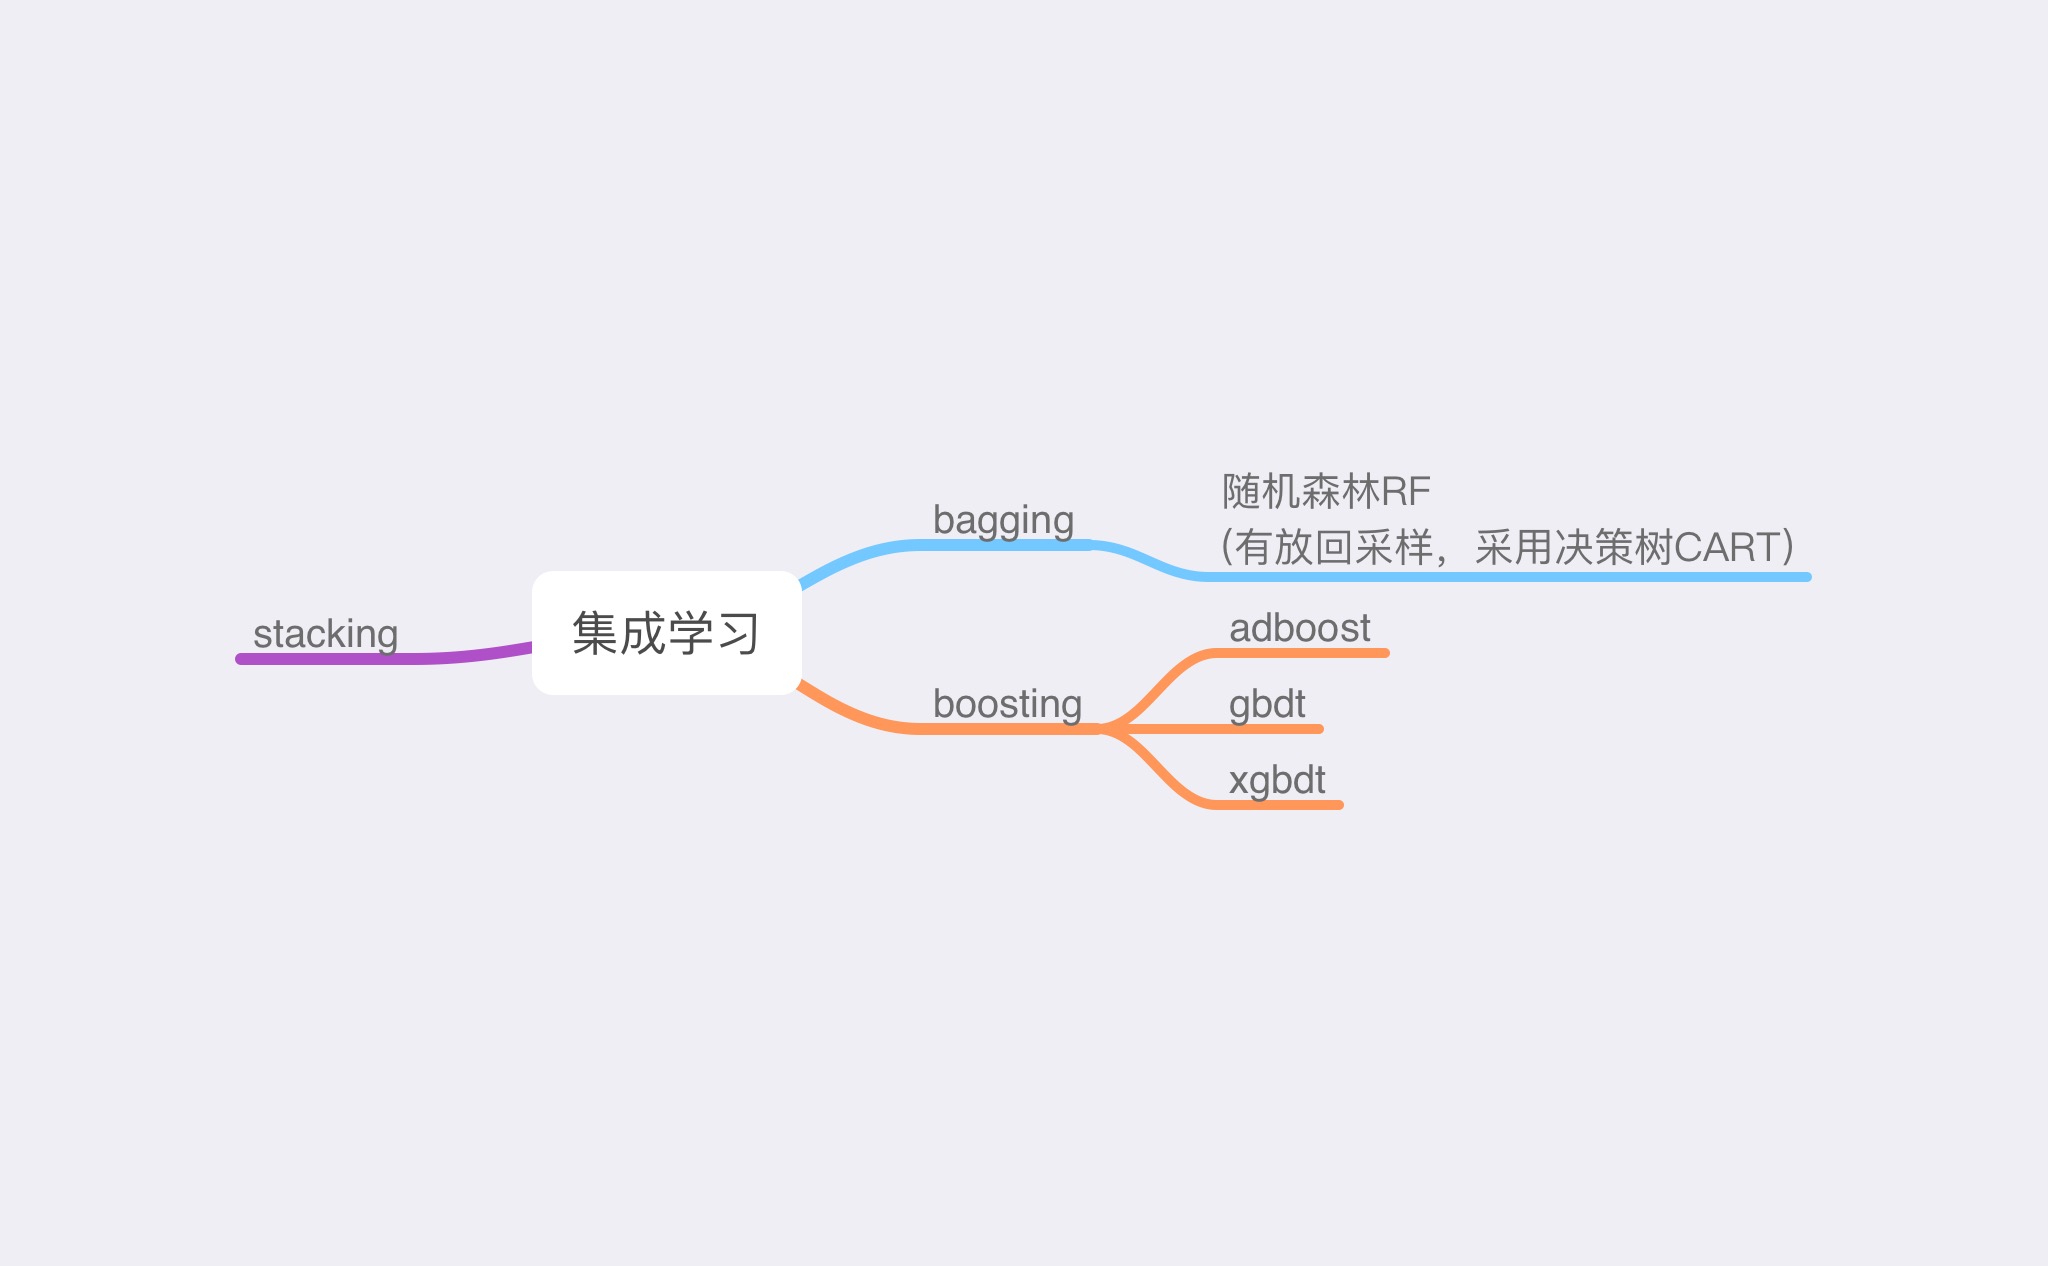 集成学习
stacking
bagging
随机森林RF
(有放回采样，采用决策树CART)
boosting
adboost
gbdt
xgbdt